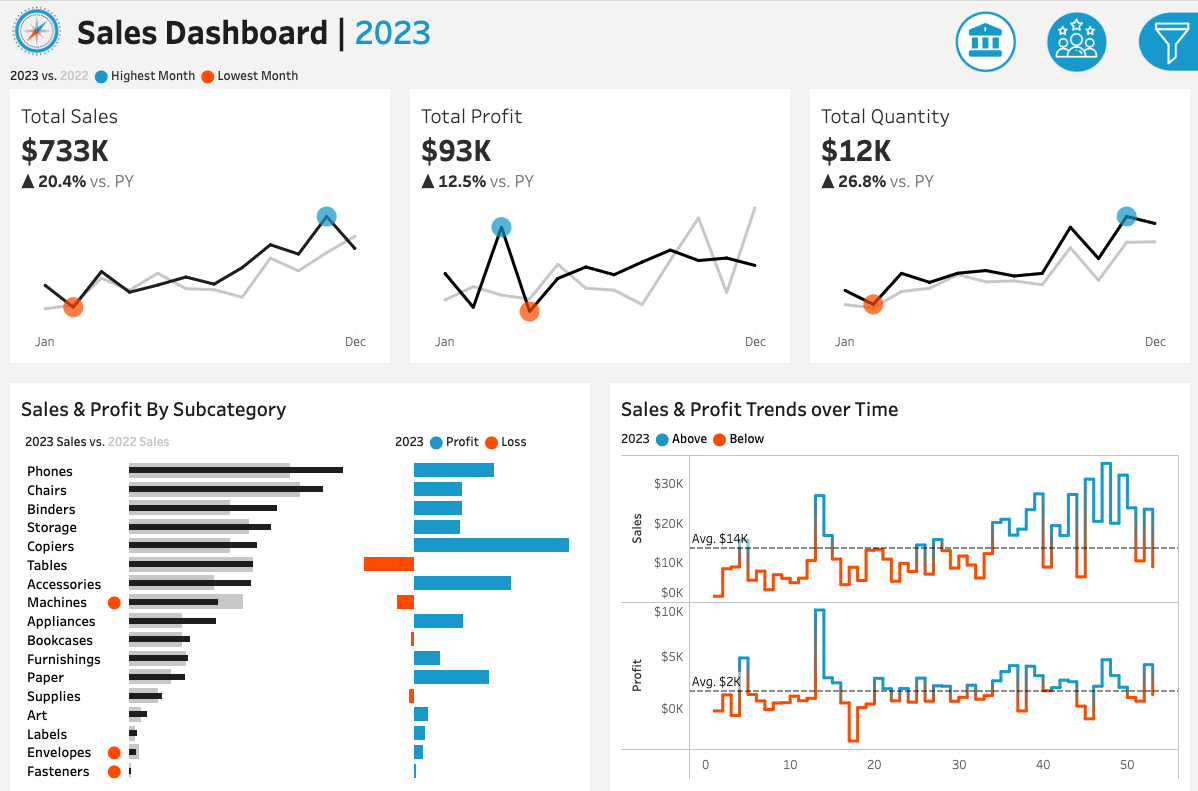 Sales Dashboard | 2023
2023 vs. 2022 Highest Month Lowest Month
Total Sales
$733K
▲ 20.4% vs. PY
Jan Dec
Total Profit
$93K
▲ 12.5% vs. PY
Jan Dec
Total Quantity
$12K
▲ 26.8% vs. PY
Jan Dec
Sales & Profit By Subcategory
2023 Sales vs. 2022 Sales
2023 Profit Loss
Phones
Chairs
Binders
Storage
Copiers
Tables
Accessories
Machines
Appliances
Bookcases
Furnishings
Paper
Supplies
Art
Labels
Envelopes
Fasteners
Sales & Profit Trends over Time
2023 Above Below
Sales
$30K
$20K
Avg. $14K
$10K
$0K
Profit
$10K
$5K
Avg. $2K
$0K
0 10 20 30 40 50